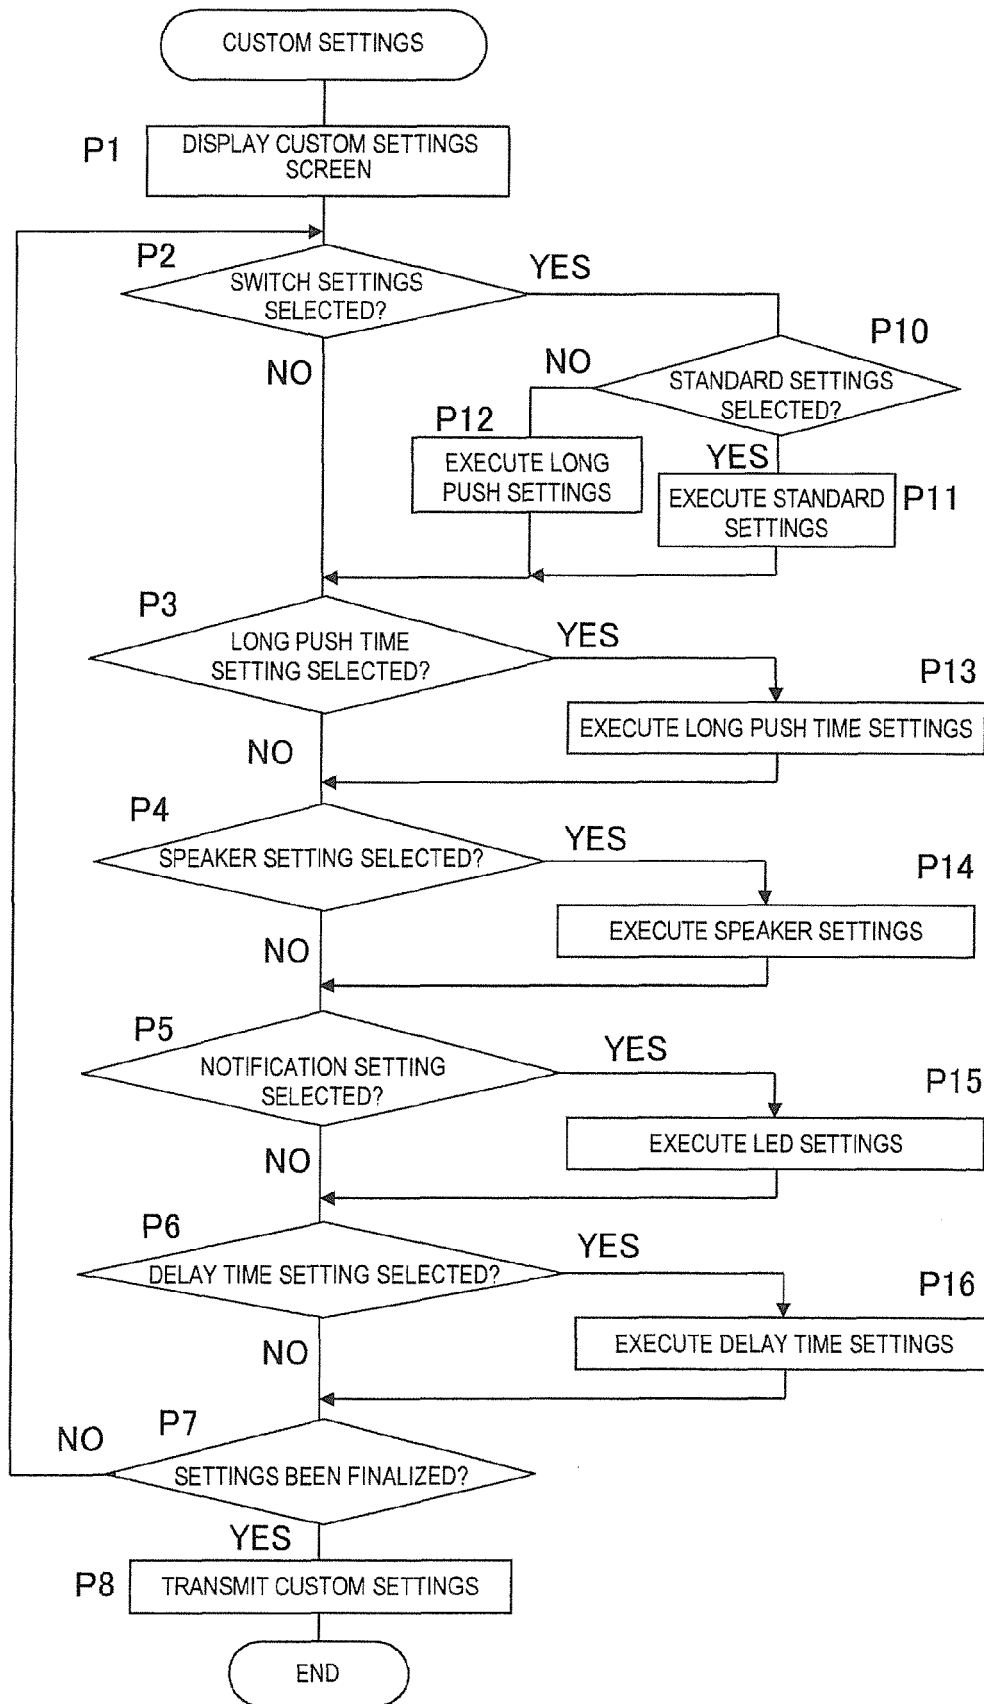 CUSTOM SETTINGS
P1
DISPLAY CUSTOM SETTINGS
SCREEN
P2
SWITCH SETTINGS
SELECTED?
YES
NO
P10
STANDARD SETTINGS
SELECTED?
NO
YES
P12
EXECUTE LONG
PUSH SETTINGS
P11
EXECUTE STANDARD
SETTINGS
P3
LONG PUSH TIME
SETTING SELECTED?
YES
NO
P13
EXECUTE LONG PUSH TIME SETTINGS
P4
SPEAKER SETTING SELECTED?
YES
NO
P14
EXECUTE SPEAKER SETTINGS
P5
NOTIFICATION SETTING
SELECTED?
YES
NO
P15
EXECUTE LED SETTINGS
P6
DELAY TIME SETTING SELECTED?
YES
NO
P16
EXECUTE DELAY TIME SETTINGS
P7
SETTINGS BEEN FINALIZED?
NO
YES
P8
TRANSMIT CUSTOM SETTINGS
END